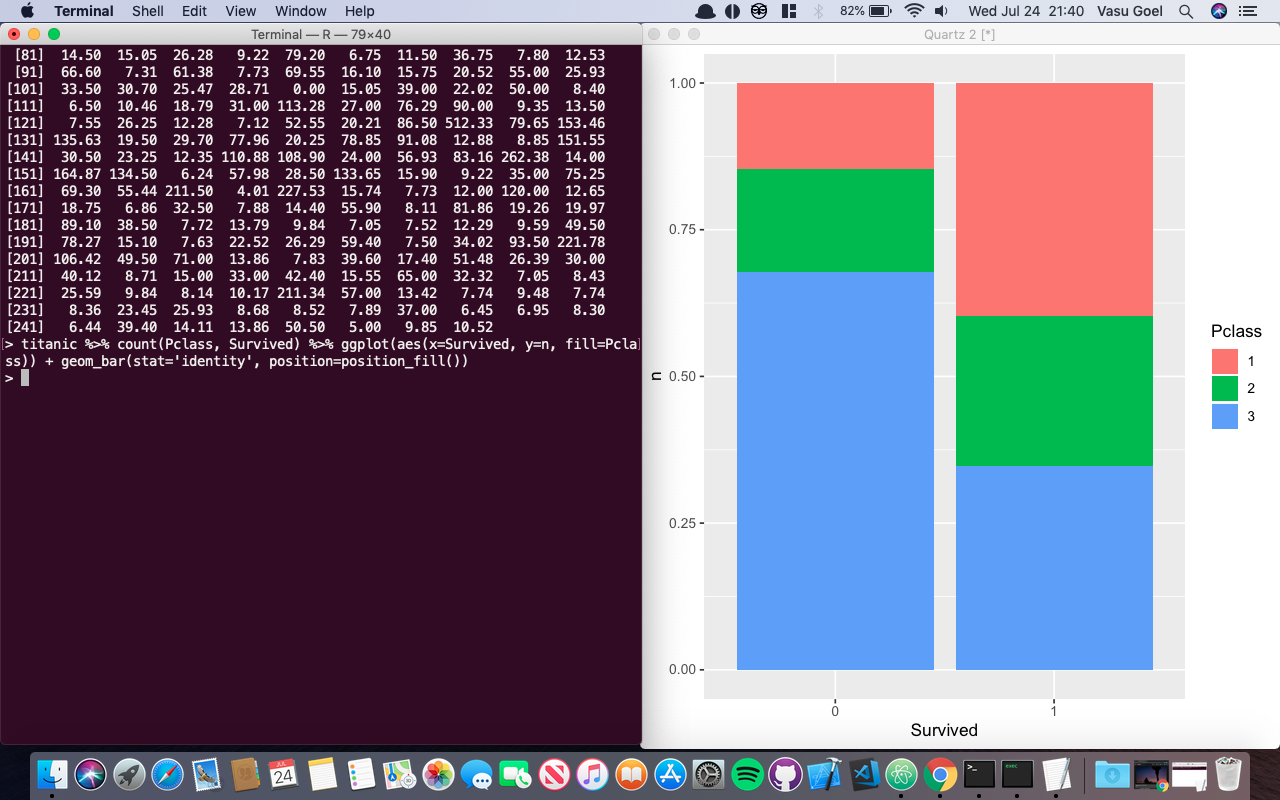 Terminal Shell Edit View Window Help 82% Wed Jul 24 21:40 Vasu Goel
Terminal — R — 79×40
[81] 14.50 15.05 26.28 9.22 79.20 6.75 11.50 36.75 7.80 12.53
[91] 66.60 7.31 61.38 7.73 69.55 16.10 15.75 20.52 55.00 25.93
[101] 33.50 30.70 25.47 28.71 0.00 15.05 39.00 22.02 50.00 8.40
[111] 6.50 10.46 18.79 31.00 113.28 27.00 76.29 90.00 9.35 13.50
[121] 7.55 26.25 12.28 7.12 52.55 20.21 86.50 512.33 79.65 153.46
[131] 135.63 19.50 29.70 77.96 20.25 78.85 91.08 12.88 8.85 151.55
[141] 30.50 23.25 12.35 110.88 108.90 24.00 56.93 83.16 262.38 14.00
[151] 164.87 134.50 6.24 57.98 28.50 133.65 15.90 9.22 35.00 75.25
[161] 69.30 55.44 211.50 4.01 227.53 15.74 7.73 12.00 120.00 12.65
[171] 18.75 6.86 32.50 7.88 14.40 55.90 8.11 81.86 19.26 19.97
[181] 89.10 38.50 7.72 13.79 9.84 7.05 7.52 12.29 9.59 49.50
[191] 78.27 15.10 7.63 22.52 26.29 59.40 7.50 34.02 93.50 221.78
[201] 106.42 49.50 71.00 13.86 7.83 39.60 17.40 51.48 26.39 30.00
[211] 40.12 8.71 15.00 33.00 42.40 15.55 65.00 32.32 7.05 8.43
[221] 25.59 9.84 8.14 10.17 211.34 57.00 13.42 7.74 9.48 7.74
[231] 8.36 23.45 25.93 8.68 8.52 7.89 37.00 6.45 6.95 8.30
[241] 6.44 39.40 14.11 13.86 50.50 5.00 9.85 10.52
> titanic %>% count(Pclass, Survived) %>% ggplot(aes(x=Survived, y=n, fill=Pcla
ss)) + geom_bar(stat='identity', position=position_fill())
>
Quartz 2 [*]
1.00
0.75
0.50
0.25
0.00
n
0 1
Survived
Pclass
1
2
3
JUL
24
>_
exec